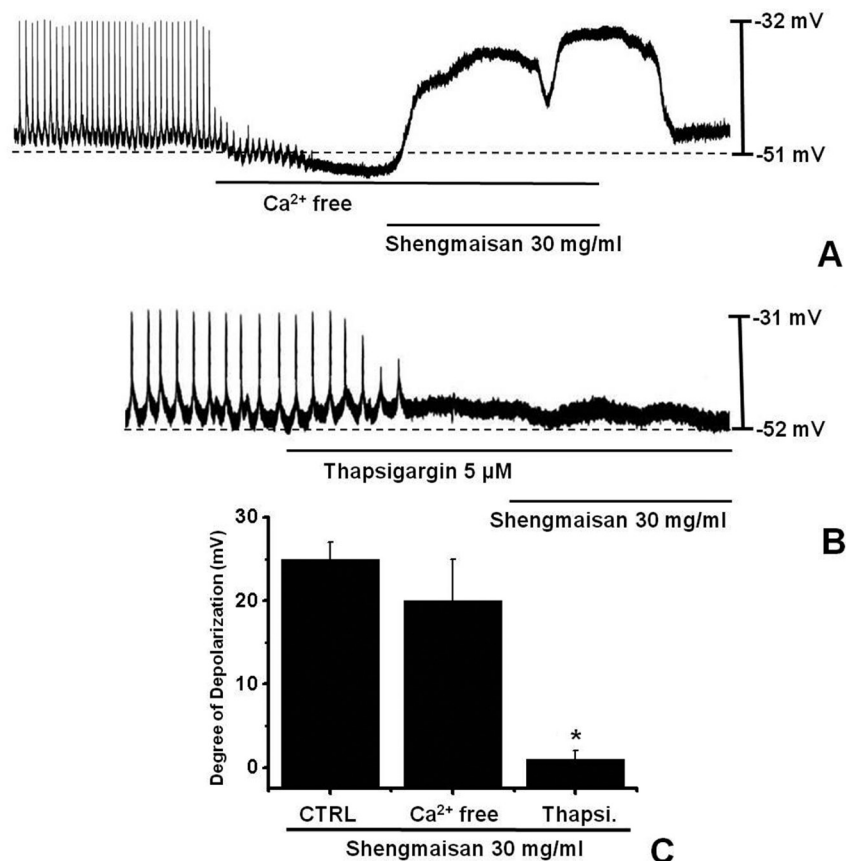 -32 mV
-51 mV
Ca²⁺ free
Shengmaisan 30 mg/ml
A
-31 mV
-52 mV
Thapsigargin 5 µM
Shengmaisan 30 mg/ml
B
Degree of Depolarization (mV)
30
20
10
0
*
CTRL Ca²⁺ free Thapsi.
Shengmaisan 30 mg/ml
C